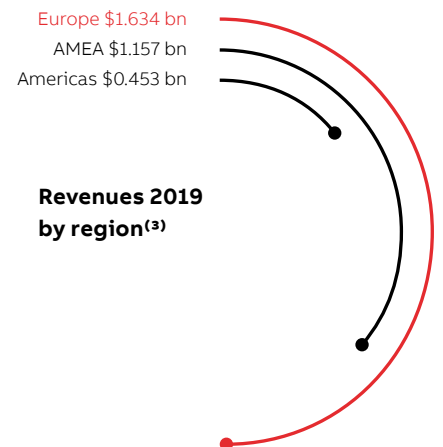 Europe $1.634 bn
AMEA $1.157 bn
Americas $0.453 bn
Revenues 2019
by region⁽³⁾